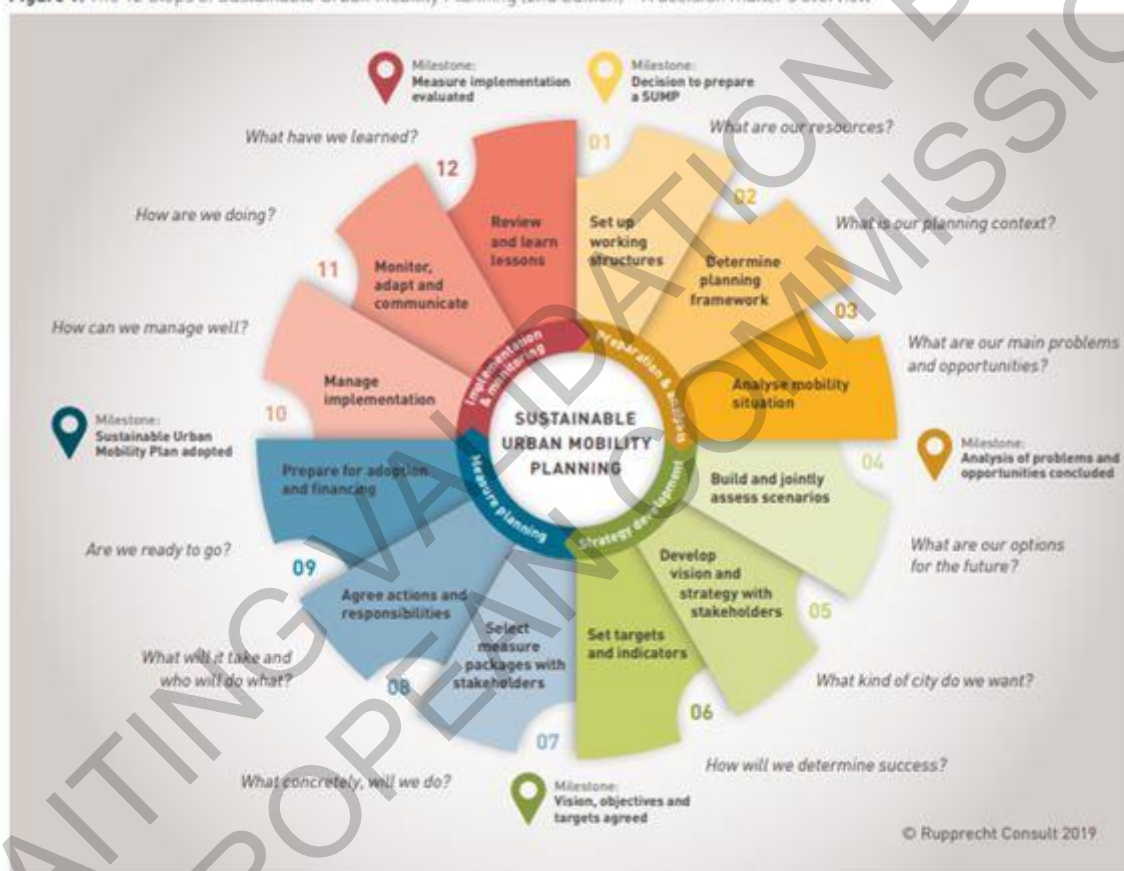 Figure 1: The 12 Steps of Sustainable Urban Mobility Planning (2nd Edition) – A decision maker's overview
Milestone:
Measure implementation
evaluated
Milestone:
Decision to prepare
a SUMP
What have we learned?
What are our resources?
01
12
02
How are we doing?
What is our planning context?
Review
and learn
lessons
Set up
working
structures
11
Monitor,
adapt and
communicate
Determine
planning
framework
03
How can we manage well?
What are our main problems
and opportunities?
Manage
implementation
Analyse mobility
situation
10
Implementation
& monitoring
Preparation & analysis
SUSTAINABLE
URBAN MOBILITY
PLANNING
Milestone:
Sustainable Urban
Mobility Plan adopted
Milestone:
Analysis of problems and
opportunities concluded
04
Prepare for adoption
and financing
Build and jointly
assess scenarios
Measure planning
Strategy development
Are we ready to go?
What are our options
for the future?
09
Develop
vision and
strategy with
stakeholders
05
Agree actions and
responsibilities
Select
measure
packages with
stakeholders
Set targets
and indicators
What will it take and
who will do what?
08
What kind of city do we want?
06
07
What concretely, will we do?
How will we determine success?
Milestone:
Vision, objectives and
targets agreed
© Rupprecht Consult 2019
AITING VALIDATION B
OPEAN COMMISSIO